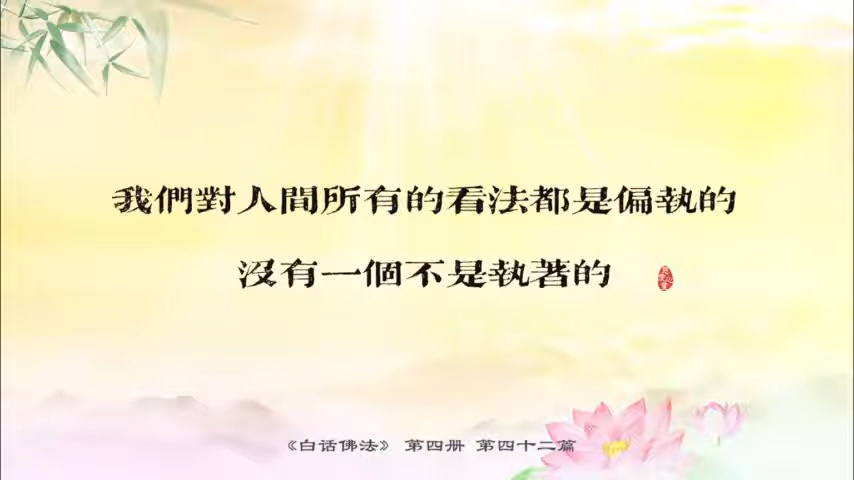 我們對人間所有的看法都是偏執的
沒有一個不是執著的
《白话佛法》 第四册 第四十二篇